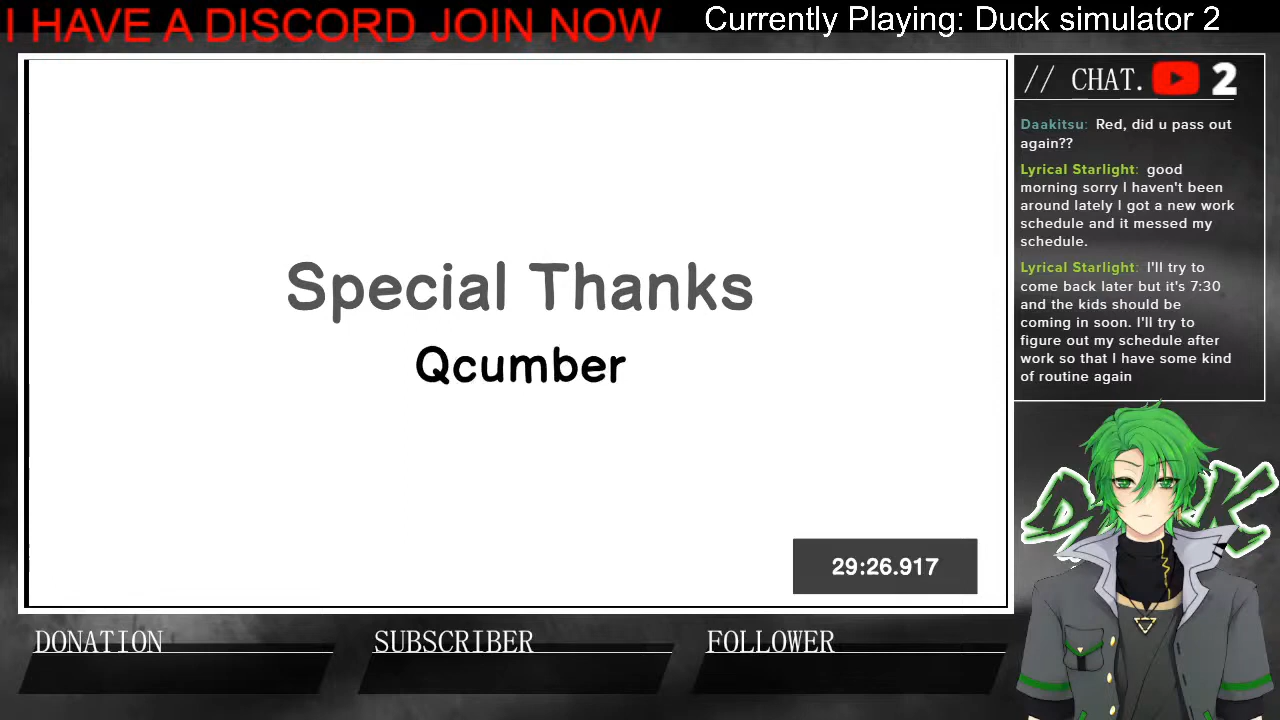 I HAVE A DISCORD JOIN NOW
Currently Playing: Duck simulator 2
// CHAT. 2
Daakitsu: Red, did u pass out
again??
Lyrical Starlight: good
morning sorry I haven't been
around lately I got a new work
schedule and it messed my
schedule.
Lyrical Starlight: I'll try to
come back later but it's 7:30
and the kids should be
coming in soon. I'll try to
figure out my schedule after
work so that I have some kind
of routine again
Special Thanks
Qcumber
29:26.917
DONATION
SUBSCRIBER
FOLLOWER